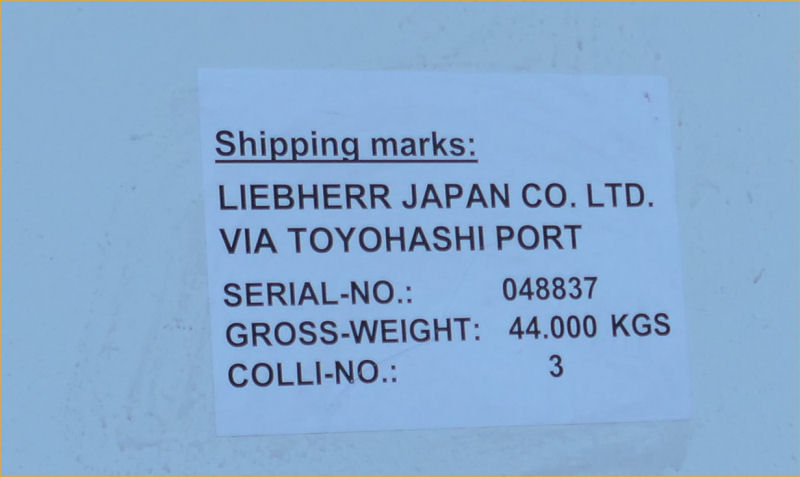 Shipping marks:
LIEBHERR JAPAN CO. LTD.
VIA TOYOHASHI PORT
SERIAL-NO.: 048837
GROSS-WEIGHT: 44.000 KGS
COLLI-NO.: 3